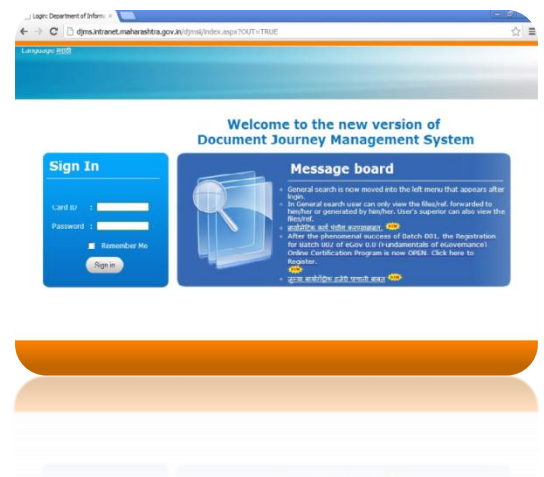 Login: Department of Inform
djms.intranet.maharashtra.gov.in/djmsi/index.aspx?OUT=TRUE
Language मराठी
Welcome to the new version of
Document Journey Management System
Sign In
Card ID :
Password :
Remember Me
Sign in
Message board
General search is now moved into the left menu that appears after
login.
In General search user can only view the files/ref. forwarded to
him/her or generated by him/her. User's superior can also view the
files/ref.
बायोमेट्रिक कार्ड
After the phenomenal success of Batch 001, the Registration
for Batch 002 of eGov 0.0 (Fundamentals of eGovernance)
Online Certification Program is now OPEN. Click here to
Register.
जुन्या बायोमेट्रिक हजेरी प्रणाली बाबत